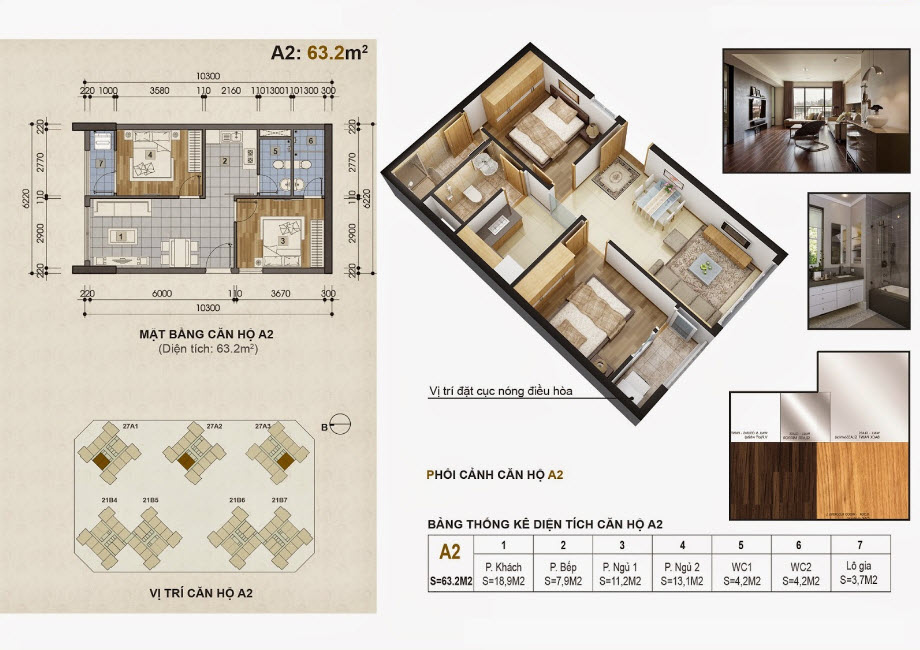 A2: 63.2m²
10300
220 1000 3580 110 2160 110 1300 110 1300 300
220 2770 110 2900 220
6220
220 2770 110 2900 220
6220
7 4 2 5 6
1 3
220 6000 110 3670 300
10300
MẶT BẰNG CĂN HỘ A2
(Diện tích: 63.2m²)
27A1 27A2 27A3
B
21B4 21B5 21B6 21B7
VỊ TRÍ CĂN HỘ A2
Vị trí đặt cục nóng điều hòa
PHỐI CẢNH CĂN HỘ A2
BẢNG THỐNG KÊ DIỆN TÍCH CĂN HỘ A2
A2 1 2 3 4 5 6 7
P. Khách P. Bếp P. Ngủ 1 P. Ngủ 2 WC1 WC2 Lô gia
S=63.2M2 S=18,9M2 S=7,9M2 S=11,2M2 S=13,1M2 S=4,2M2 S=4,2M2 S=3,7M2